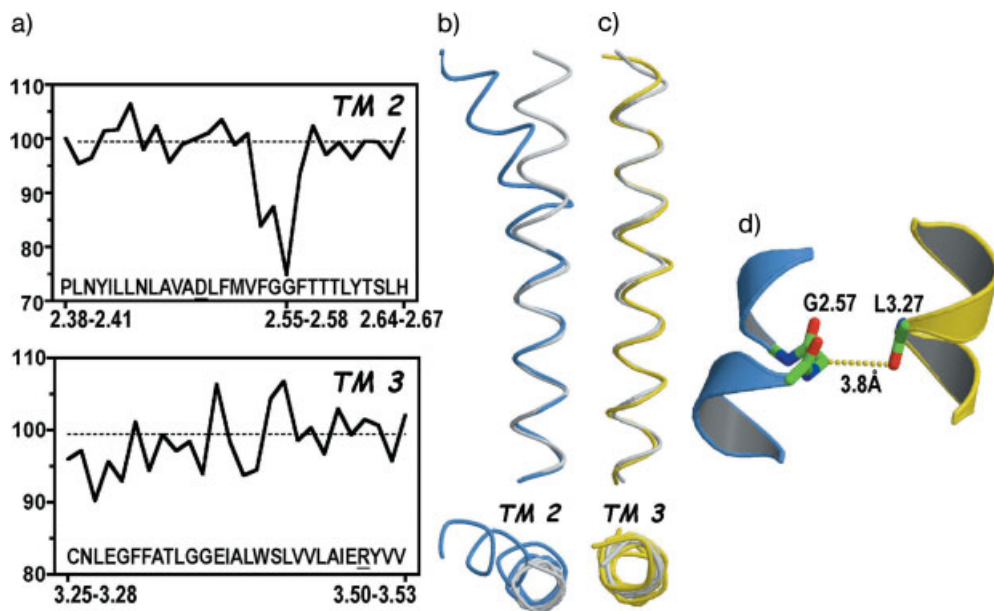 a)
110
TM 2
100
90
80
PLNYILLNLAVADLFMVFGGFTTTLYTSLH
70
2.38-2.41 2.55-2.58 2.64-2.67
110
TM 3
100
90
CNLEGFFATLGGEIALWSLVVLAIERYVV
80
3.25-3.28 3.50-3.53
b)
TM 2
c)
TM 3
d)
G2.57 L3.27
3.8Å